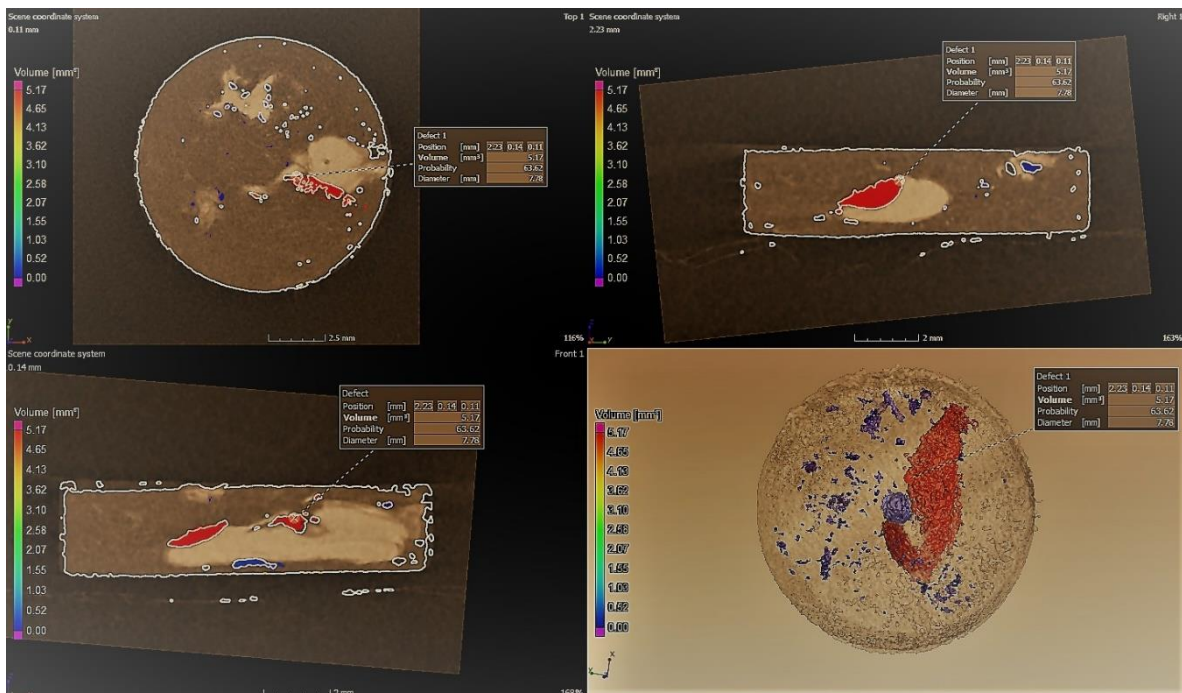 Scene coordinate system
0.11 mm
Top 1
Volume [mm³]
5.17
4.65
4.13
3.62
3.10
2.58
2.07
1.55
1.03
0.52
0.00
Defect 1
Position [mm] 2.23 0.14 0.11
Volume [mm³] 5.17
Probability 63.62
Diameter [mm] 7.78
y
x
2.5 mm
116%
Scene coordinate system
2.23 mm
Right 1
Volume [mm³]
5.17
4.65
4.13
3.62
3.10
2.58
2.07
1.55
1.03
0.52
0.00
Defect 1
Position [mm] 2.23 0.14 0.11
Volume [mm³] 5.17
Probability 63.62
Diameter [mm] 7.78
y
2 mm
163%
Scene coordinate system
0.14 mm
Front 1
Volume [mm³]
5.17
4.65
4.13
3.62
3.10
2.58
2.07
1.55
1.03
0.52
0.00
Defect 1
Position [mm] 2.23 0.14 0.11
Volume [mm³] 5.17
Probability 63.62
Diameter [mm] 7.78
2 mm
168%
Volume [mm³]
5.17
4.65
4.13
3.62
3.10
2.58
2.07
1.55
1.03
0.52
0.00
Defect 1
Position [mm] 2.23 0.14 0.11
Volume [mm³] 5.17
Probability 63.62
Diameter [mm] 7.78
x